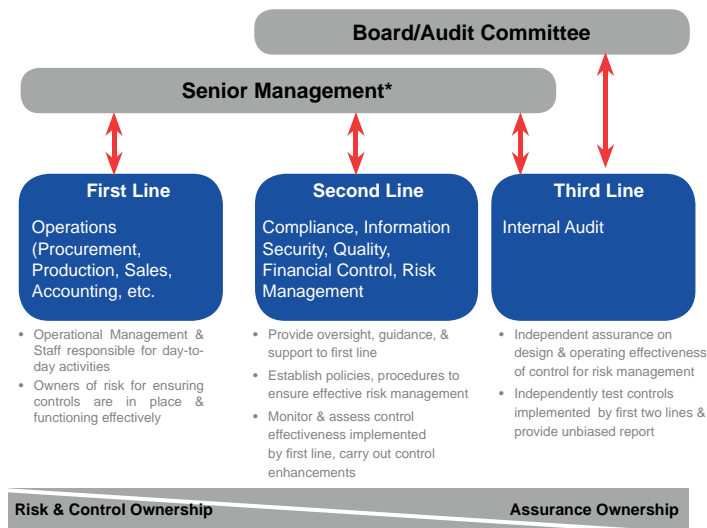 Board/Audit Committee
Senior Management*
First Line
Operations
(Procurement,
Production, Sales,
Accounting, etc.
• Operational Management &
Staff responsible for day-to-
day activities
• Owners of risk for ensuring
controls are in place &
functioning effectively
Second Line
Compliance, Information
Security, Quality,
Financial Control, Risk
Management
• Provide oversight, guidance, &
support to first line
• Establish policies, procedures to
ensure effective risk management
• Monitor & assess control
effectiveness implemented
by first line, carry out control
enhancements
Third Line
Internal Audit
• Independent assurance on
design & operating effectiveness
of control for risk management
• Independently test controls
implemented by first two lines &
provide unbiased report
Risk & Control Ownership
Assurance Ownership